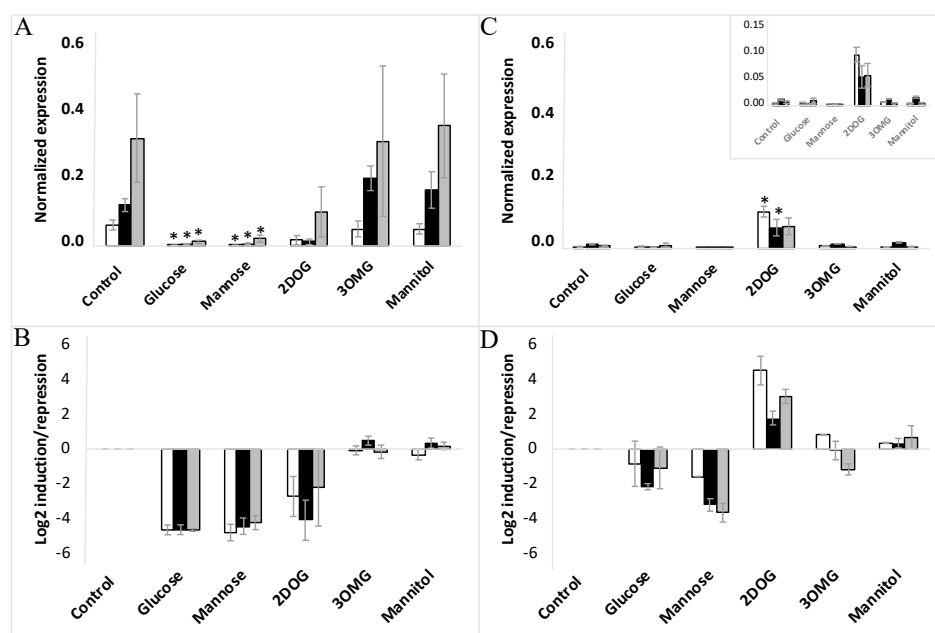 A
Normalized expression
0.6
0.4
0.2
0.0
* * *
* * *
Control
Glucose
Mannose
2DOG
3OMG
Mannitol
C
Normalized expression
0.6
0.4
0.2
0.0
* *
Control
Glucose
Mannose
2DOG
3OMG
Mannitol
0.15
0.10
0.05
0.00
Control
Glucose
Mannose
2DOG
3OMG
Mannitol
B
Log2 induction/repression
6
4
2
0
-2
-4
-6
Control
Glucose
Mannose
2DOG
3OMG
Mannitol
D
Log2 induction/repression
6
4
2
0
-2
-4
-6
Control
Glucose
Mannose
2DOG
3OMG
Mannitol